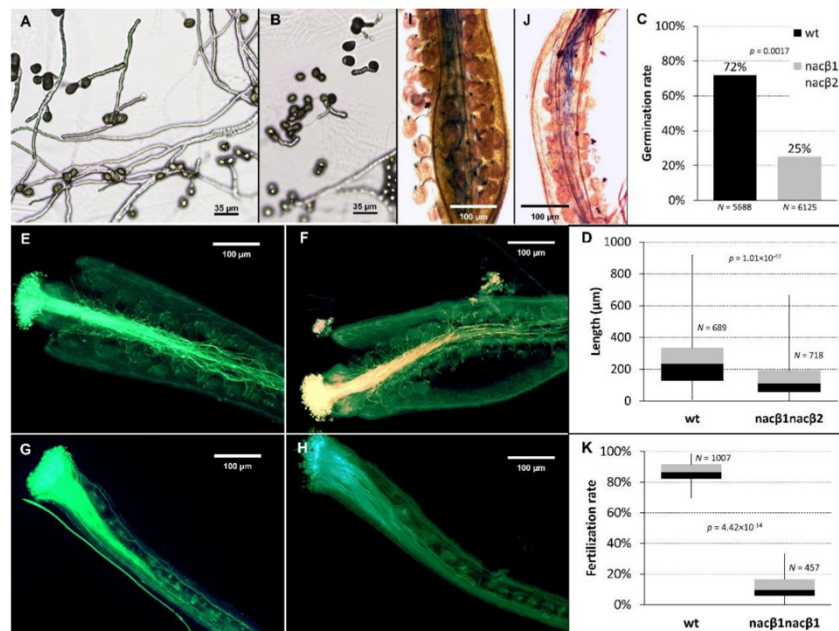 A
B
I
J
C
35 µm
35 µm
100 µm
100 µm
Germination rate
100%
80%
60%
40%
20%
0%
72%
25%
p = 0.0017
wt
nacβ1
nacβ2
N = 5688
N = 6125
E
100 µm
F
100 µm
D
Length (µm)
1000
800
600
400
200
0
p = 1.01×10⁻⁴⁷
N = 689
N = 718
wt
nacβ1nacβ2
G
100 µm
H
100 µm
K
Fertilization rate
100%
80%
60%
40%
20%
0%
N = 1007
p = 4.42×10⁻¹⁴
N = 457
wt
nacβ1nacβ1